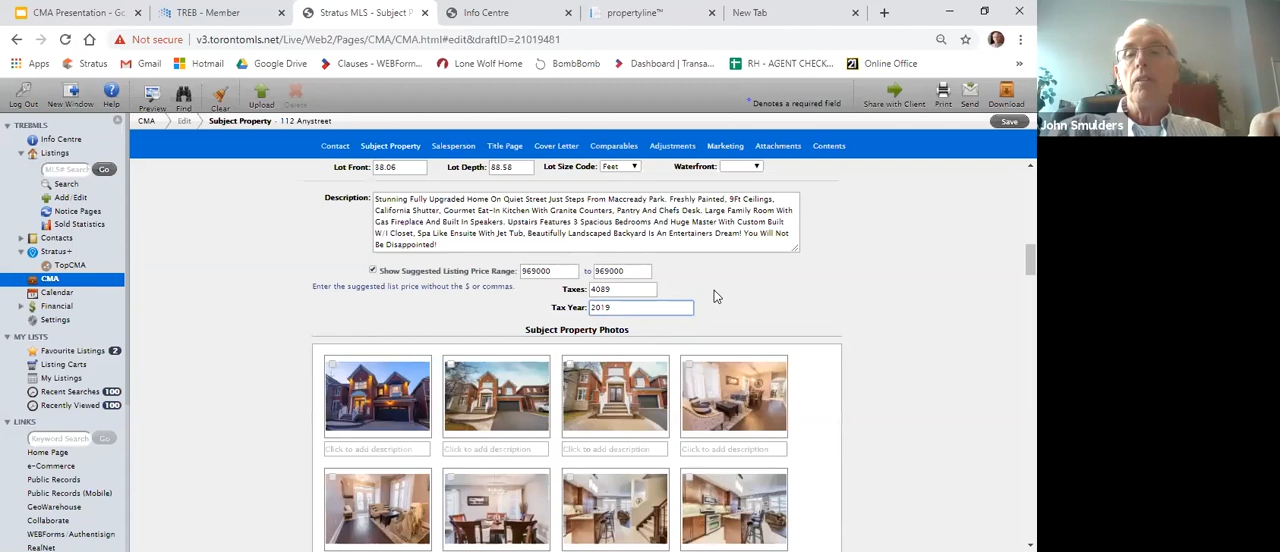 CMA Presentation - Go
TREB - Member
Stratus MLS - Subject P
Info Centre
propertyline™
New Tab
Not secure
v3.torontomls.net/Live/Web2/Pages/CMA/CMA.html#edit&draftID=21019481
Apps
Stratus
Gmail
Hotmail
Google Drive
Clauses - WEBForm...
Lone Wolf Home
BombBomb
Dashboard | Transa...
RH - AGENT CHECK...
21
Online Office
»
Log Out
New Window
Help
Preview
Find
Clear
Upload
Delete
* Denotes a required field
Share with Client
Print
Send
Download
John Smulders
TREBMLS
CMA
Edit
Subject Property - 112 Anystreet
Save
Info Centre
Listings
MLS# Search
Go
Search
Add/Edit
Notice Pages
Sold Statistics
Contacts
Stratus+
TopCMA
CMA
Calendar
Financial
Settings
MY LISTS
Favourite Listings 2
Listing Carts
My Listings
Recent Searches 100
Recently Viewed 100
LINKS
Keyword Search
Go
Home Page
e-Commerce
Public Records
Public Records (Mobile)
GeoWarehouse
Collaborate
WEBForms/Authentisign
RealNet
Contact
Subject Property
Salesperson
Title Page
Cover Letter
Comparables
Adjustments
Marketing
Attachments
Contents
Lot Front: 38.06
Lot Depth: 88.58
Lot Size Code: Feet
Waterfront:
Description:
Stunning Fully Upgraded Home On Quiet Street Just Steps From Maccready Park. Freshly Painted, 9Ft Ceilings,
California Shutter, Gourmet Eat-In Kitchen With Granite Counters, Pantry And Chefs Desk. Large Family Room With
Gas Fireplace And Built In Speakers. Upstairs Features 3 Spacious Bedrooms And Huge Master With Custom Built
W/I Closet, Spa Like Ensuite With Jet Tub, Beautifully Landscaped Backyard Is An Entertainers Dream! You Will Not
Be Disappointed!
Show Suggested Listing Price Range: 969000 to 969000
Enter the suggested list price without the $ or commas.
Taxes: 4089
Tax Year: 2019
Subject Property Photos
Click to add description
Click to add description
Click to add description
Click to add description